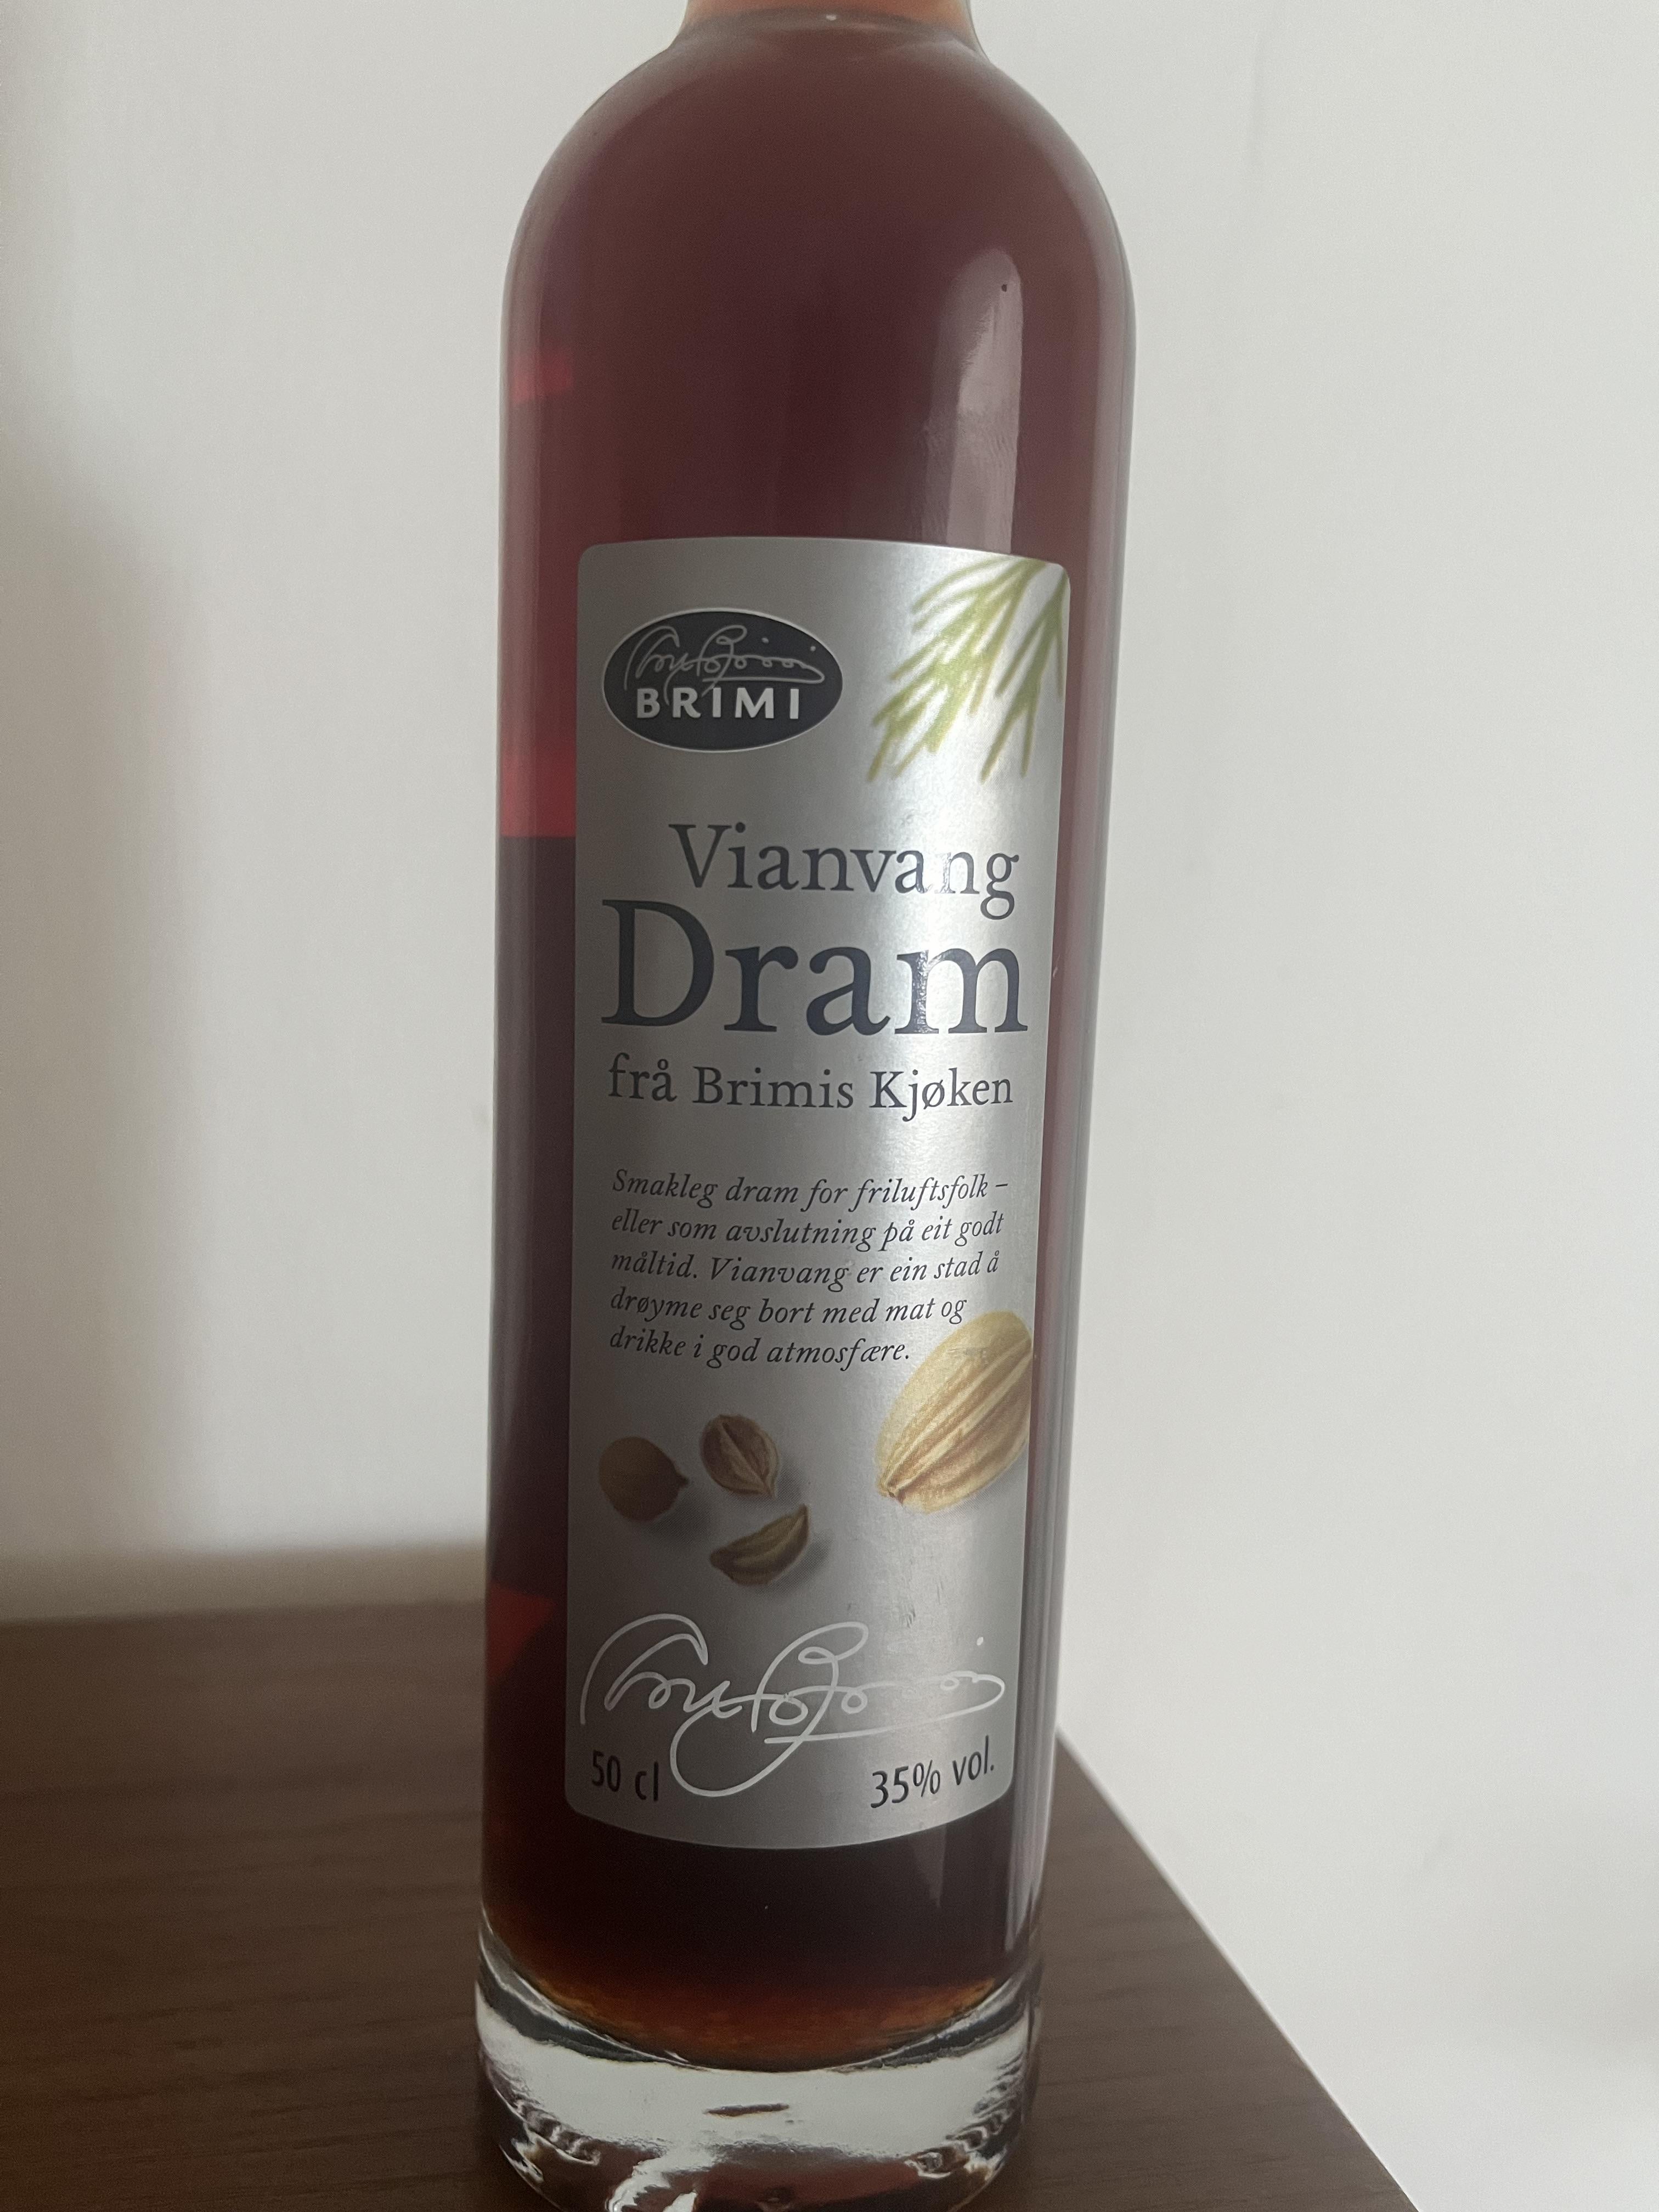 BRIMI
Vianvang
Dram
frå Brimis Kjøken
Smakleg dram for friluftsfolk –
eller som avslutning på eit godt
måltid. Vianvang er ein stad å
drøyme seg bort med mat og
drikke i god atmosfære.
50 cl
35% vol.